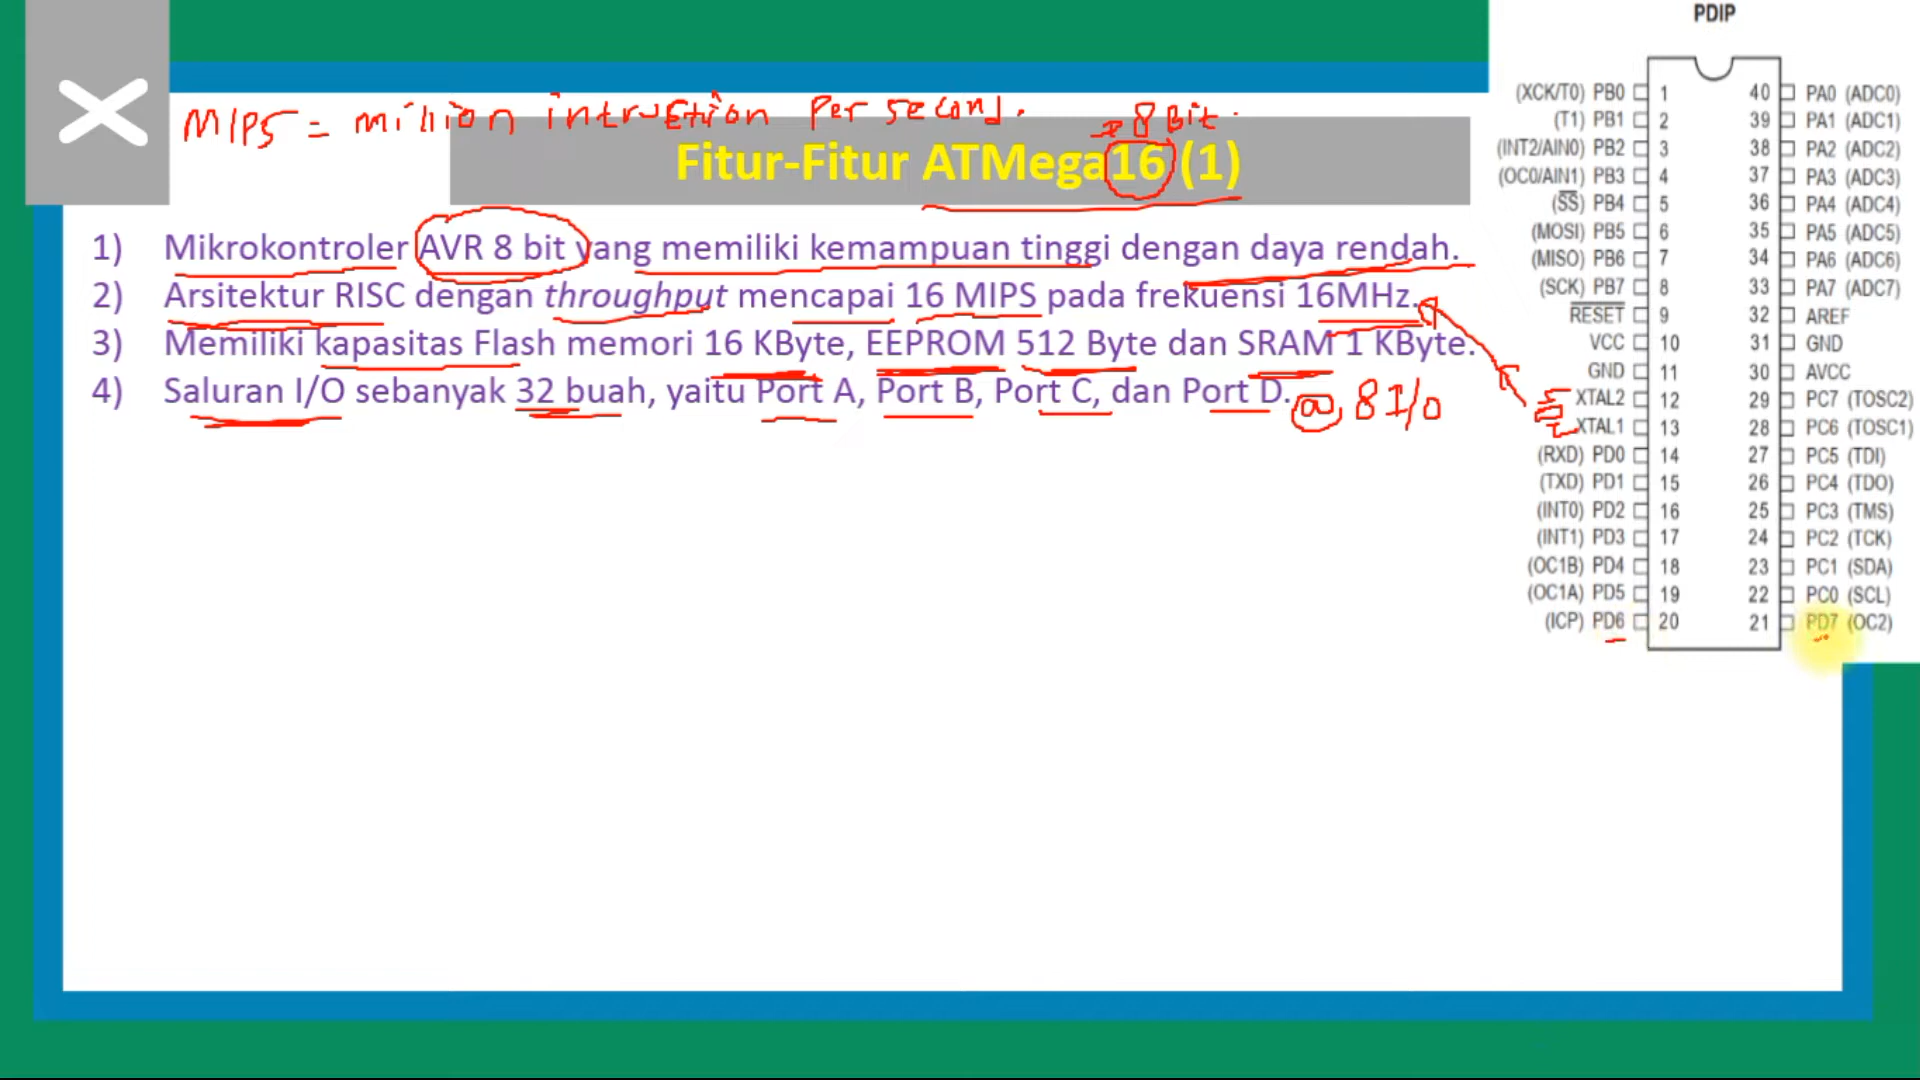 MIPS = million intruction Per second.
→ 8 Bit.
Fitur-Fitur ATMega16 (1)
1) Mikrokontroler AVR 8 bit yang memiliki kemampuan tinggi dengan daya rendah.
2) Arsitektur RISC dengan throughput mencapai 16 MIPS pada frekuensi 16MHz.
3) Memiliki kapasitas Flash memori 16 KByte, EEPROM 512 Byte dan SRAM 1 KByte.
4) Saluran I/O sebanyak 32 buah, yaitu Port A, Port B, Port C, dan Port D.
@ 8 I/O
PDIP
(XCK/T0) PB0 1 40 PA0 (ADC0)
(T1) PB1 2 39 PA1 (ADC1)
(INT2/AIN0) PB2 3 38 PA2 (ADC2)
(OC0/AIN1) PB3 4 37 PA3 (ADC3)
(SS) PB4 5 36 PA4 (ADC4)
(MOSI) PB5 6 35 PA5 (ADC5)
(MISO) PB6 7 34 PA6 (ADC6)
(SCK) PB7 8 33 PA7 (ADC7)
RESET 9 32 AREF
VCC 10 31 GND
GND 11 30 AVCC
XTAL2 12 29 PC7 (TOSC2)
XTAL1 13 28 PC6 (TOSC1)
(RXD) PD0 14 27 PC5 (TDI)
(TXD) PD1 15 26 PC4 (TDO)
(INT0) PD2 16 25 PC3 (TMS)
(INT1) PD3 17 24 PC2 (TCK)
(OC1B) PD4 18 23 PC1 (SDA)
(OC1A) PD5 19 22 PC0 (SCL)
(ICP) PD6 20 21 PD7 (OC2)